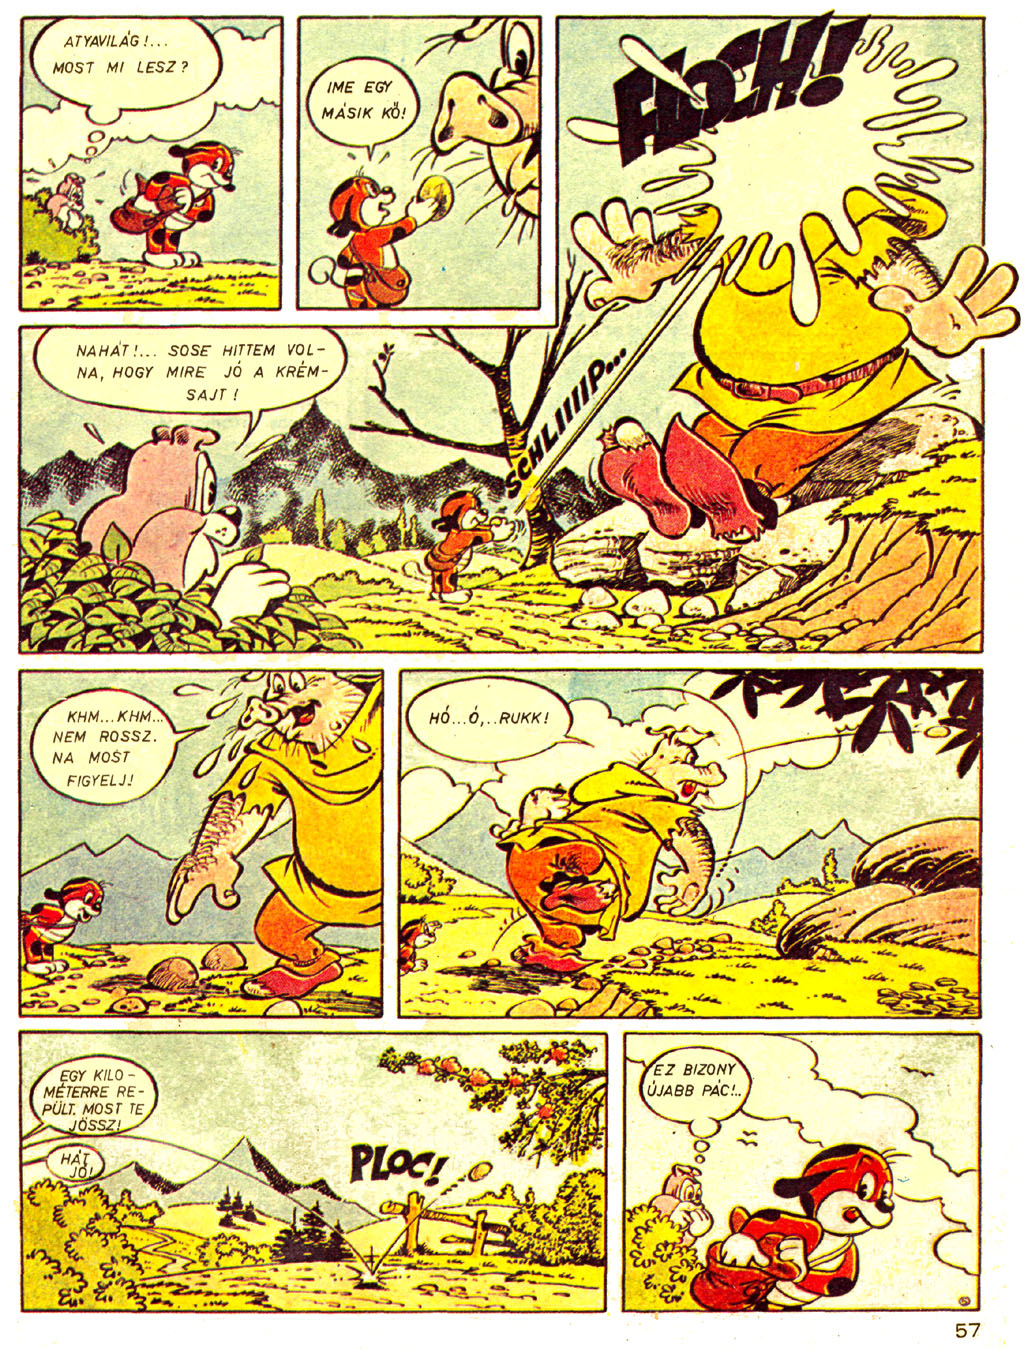 ATYAVILÁG!...
MOST MI LESZ?
IME EGY
MÁSIK KŐ!
FLOCH!
NAHÁT!... SOSE HITTEM VOL-
NA, HOGY MIRE JÓ A KRÉM-
SAJT!
SCHLIIIIP...
KHM...KHM...
NEM ROSSZ.
NA MOST
FIGYELJ!
HÓ...Ó,..RUKK!
EGY KILO-
MÉTERRE RE-
PÜLT. MOST TE
JÖSSZ!
HÁT
JÓ!
PLOC!
EZ BIZONY
ÚJABB PÁC!..
57